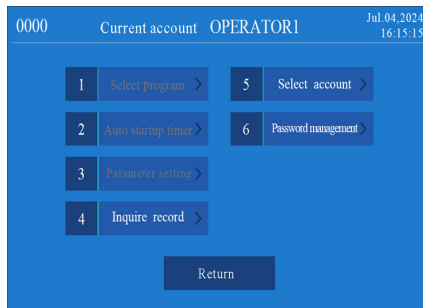 0000 Current account OPERATOR1 Jul.04,2024
16:15:15
1 Select program >
2 Auto startup timer >
3 Parameter setting >
4 Inquire record >
5 Select account >
6 Password management >
Return